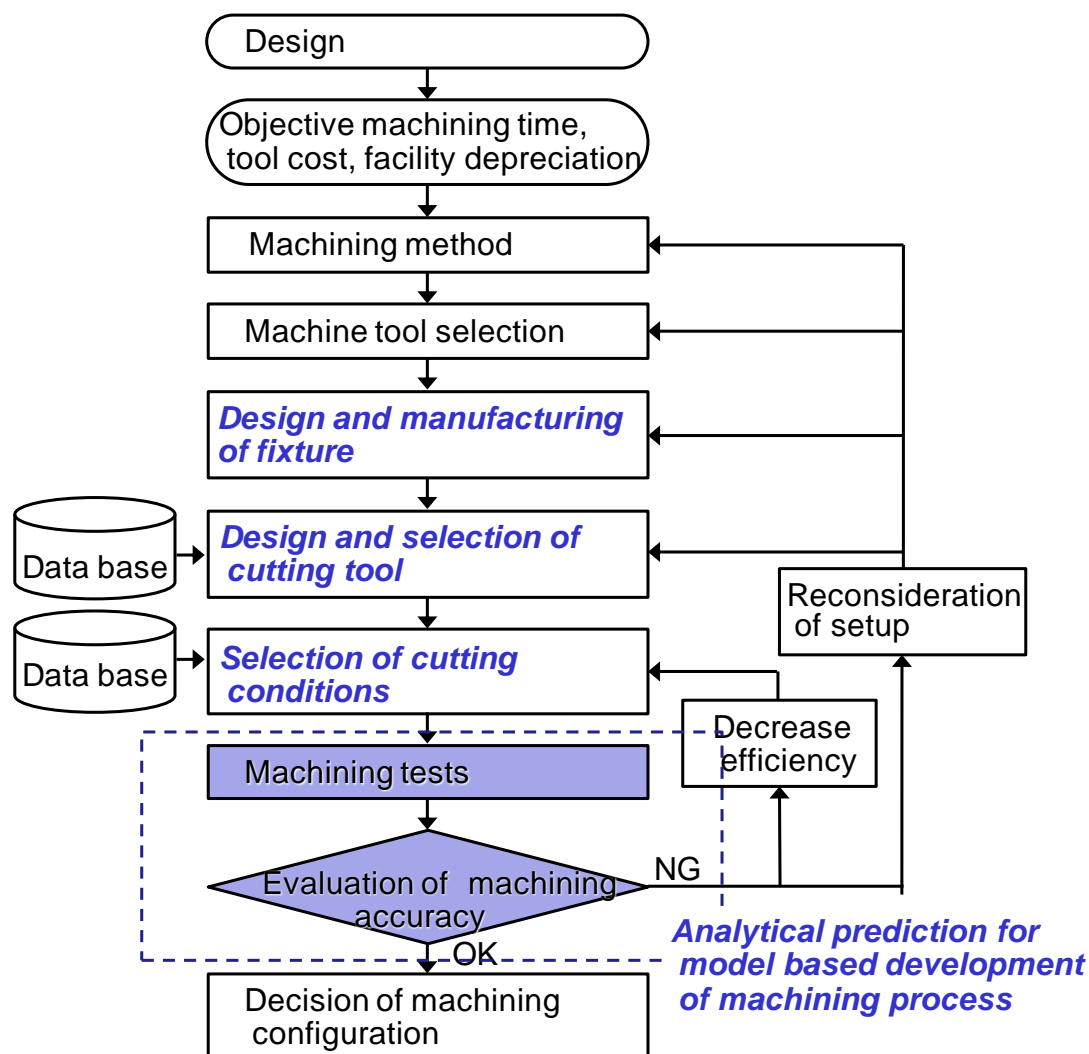 Design
Objective machining time,
tool cost, facility depreciation
Machining method
Machine tool selection
Design and manufacturing
of fixture
Data base
Design and selection of
cutting tool
Reconsideration
of setup
Data base
Selection of cutting
conditions
Decrease
efficiency
Machining tests
Evaluation of machining
accuracy
NG
OK
Analytical prediction for
model based development
of machining process
Decision of machining
configuration